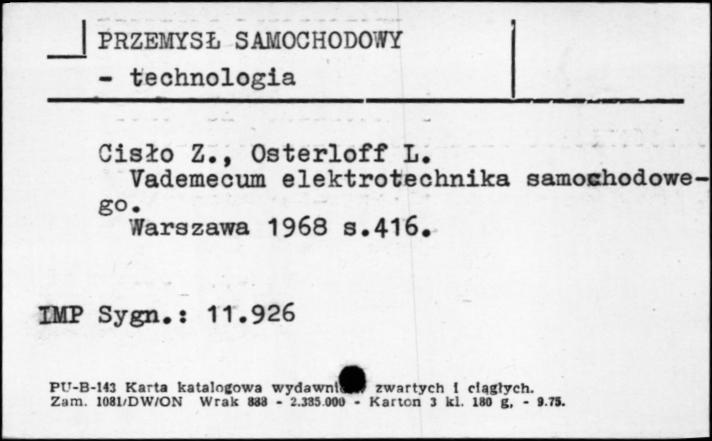 PRZEMYSŁ SAMOCHODOWY
- technologia
Cisło Z., Osterloff L.
Vademecum elektrotechnika samochodowe-
go.
Warszawa 1968 s.416.
IMP Sygn.: 11.926
PU-B-143 Karta katalogowa wydawni zwartych i ciągłych.
Zam. 1081/DW/ON Wrak 888 - 2.335.000 - Karton 3 kl. 180 g, - 9.75.